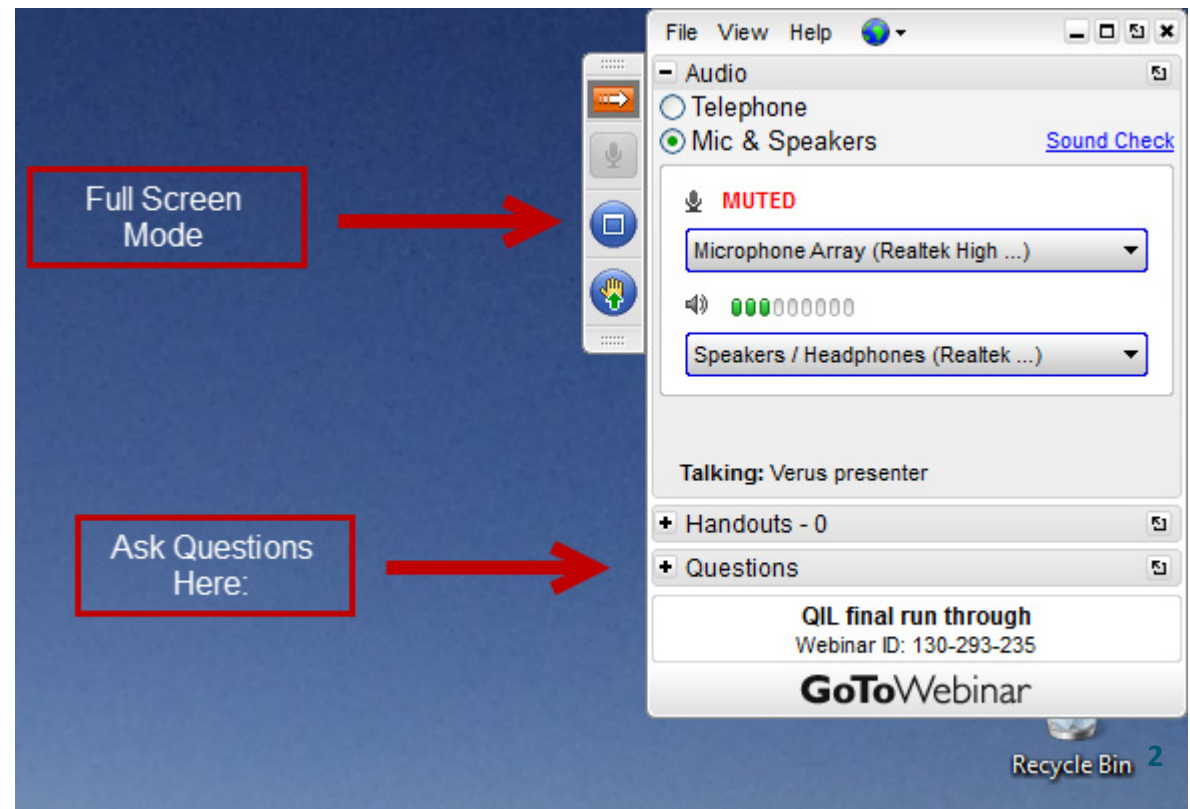 File View Help
Audio
Telephone
Mic & Speakers Sound Check
Full Screen
Mode
MUTED
Microphone Array (Realtek High ...)
Speakers / Headphones (Realtek ...)
Talking: Verus presenter
Handouts - 0
Ask Questions
Here:
Questions
QIL final run through
Webinar ID: 130-293-235
GoToWebinar
Recycle Bin 2